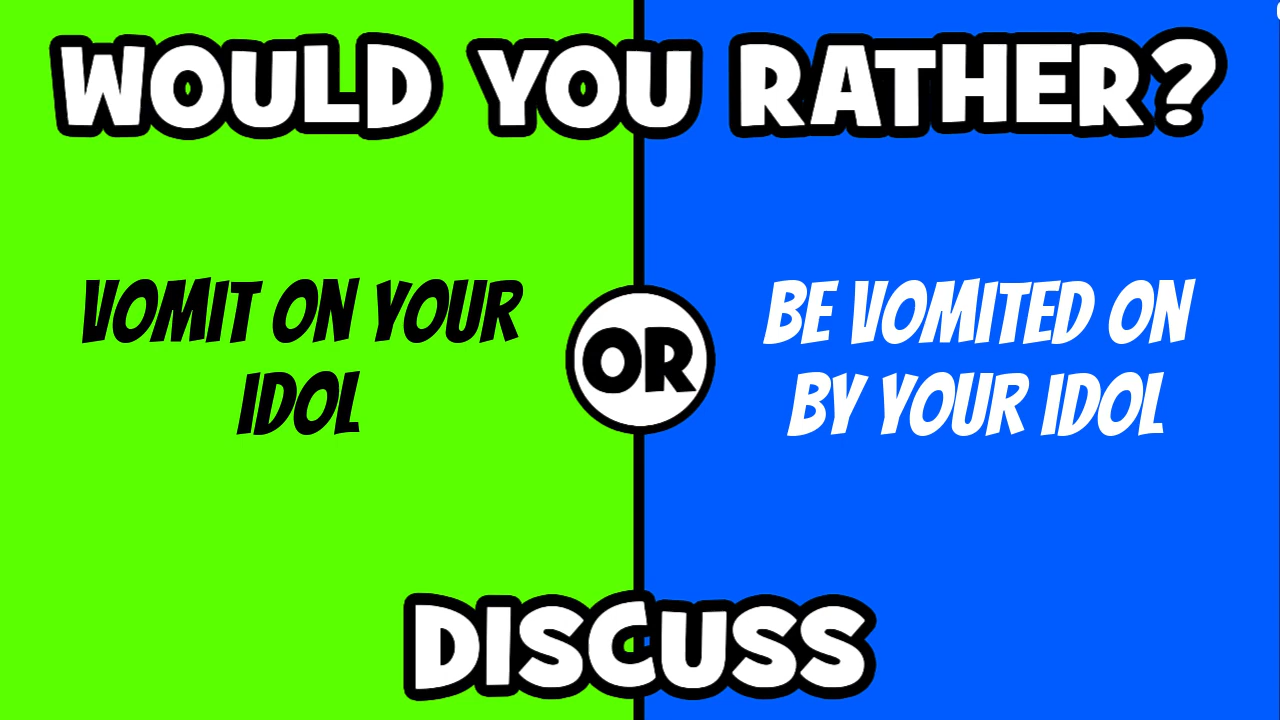 WOULD YOU RATHER?
VOMIT ON YOUR
IDOL
OR
BE VOMITED ON
BY YOUR IDOL
DISCUSS